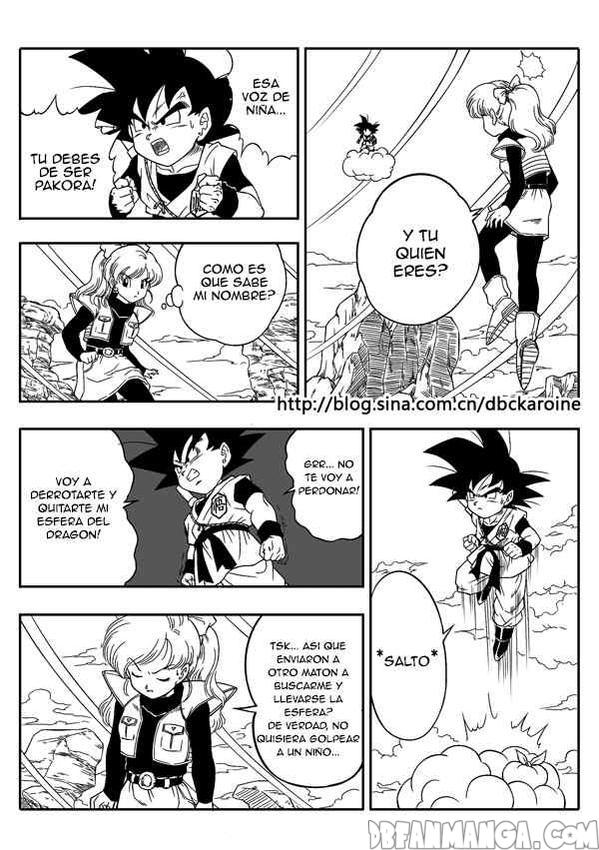 ESA
VOZ DE
NIÑA...
TU DEBES
DE SER
PAKORA!
Y TU
QUIEN
ERES?
COMO ES
QUE SABE
MI NOMBRE?
http://blog.sina.com.cn/dbckaroine
GRR... NO
TE VOY A
PERDONAR!
VOY A
DERROTARTE Y
QUITARTE MI
ESFERA DEL
DRAGON!
*SALTO*
TSK... ASI QUE
ENVIARON A
OTRO MATON A
BUSCARME Y
LLEVARSE LA
ESFERA?
DE VERDAD, NO
QUISIERA GOLPEAR
A UN NIÑO...
DBFANMANGA.COM